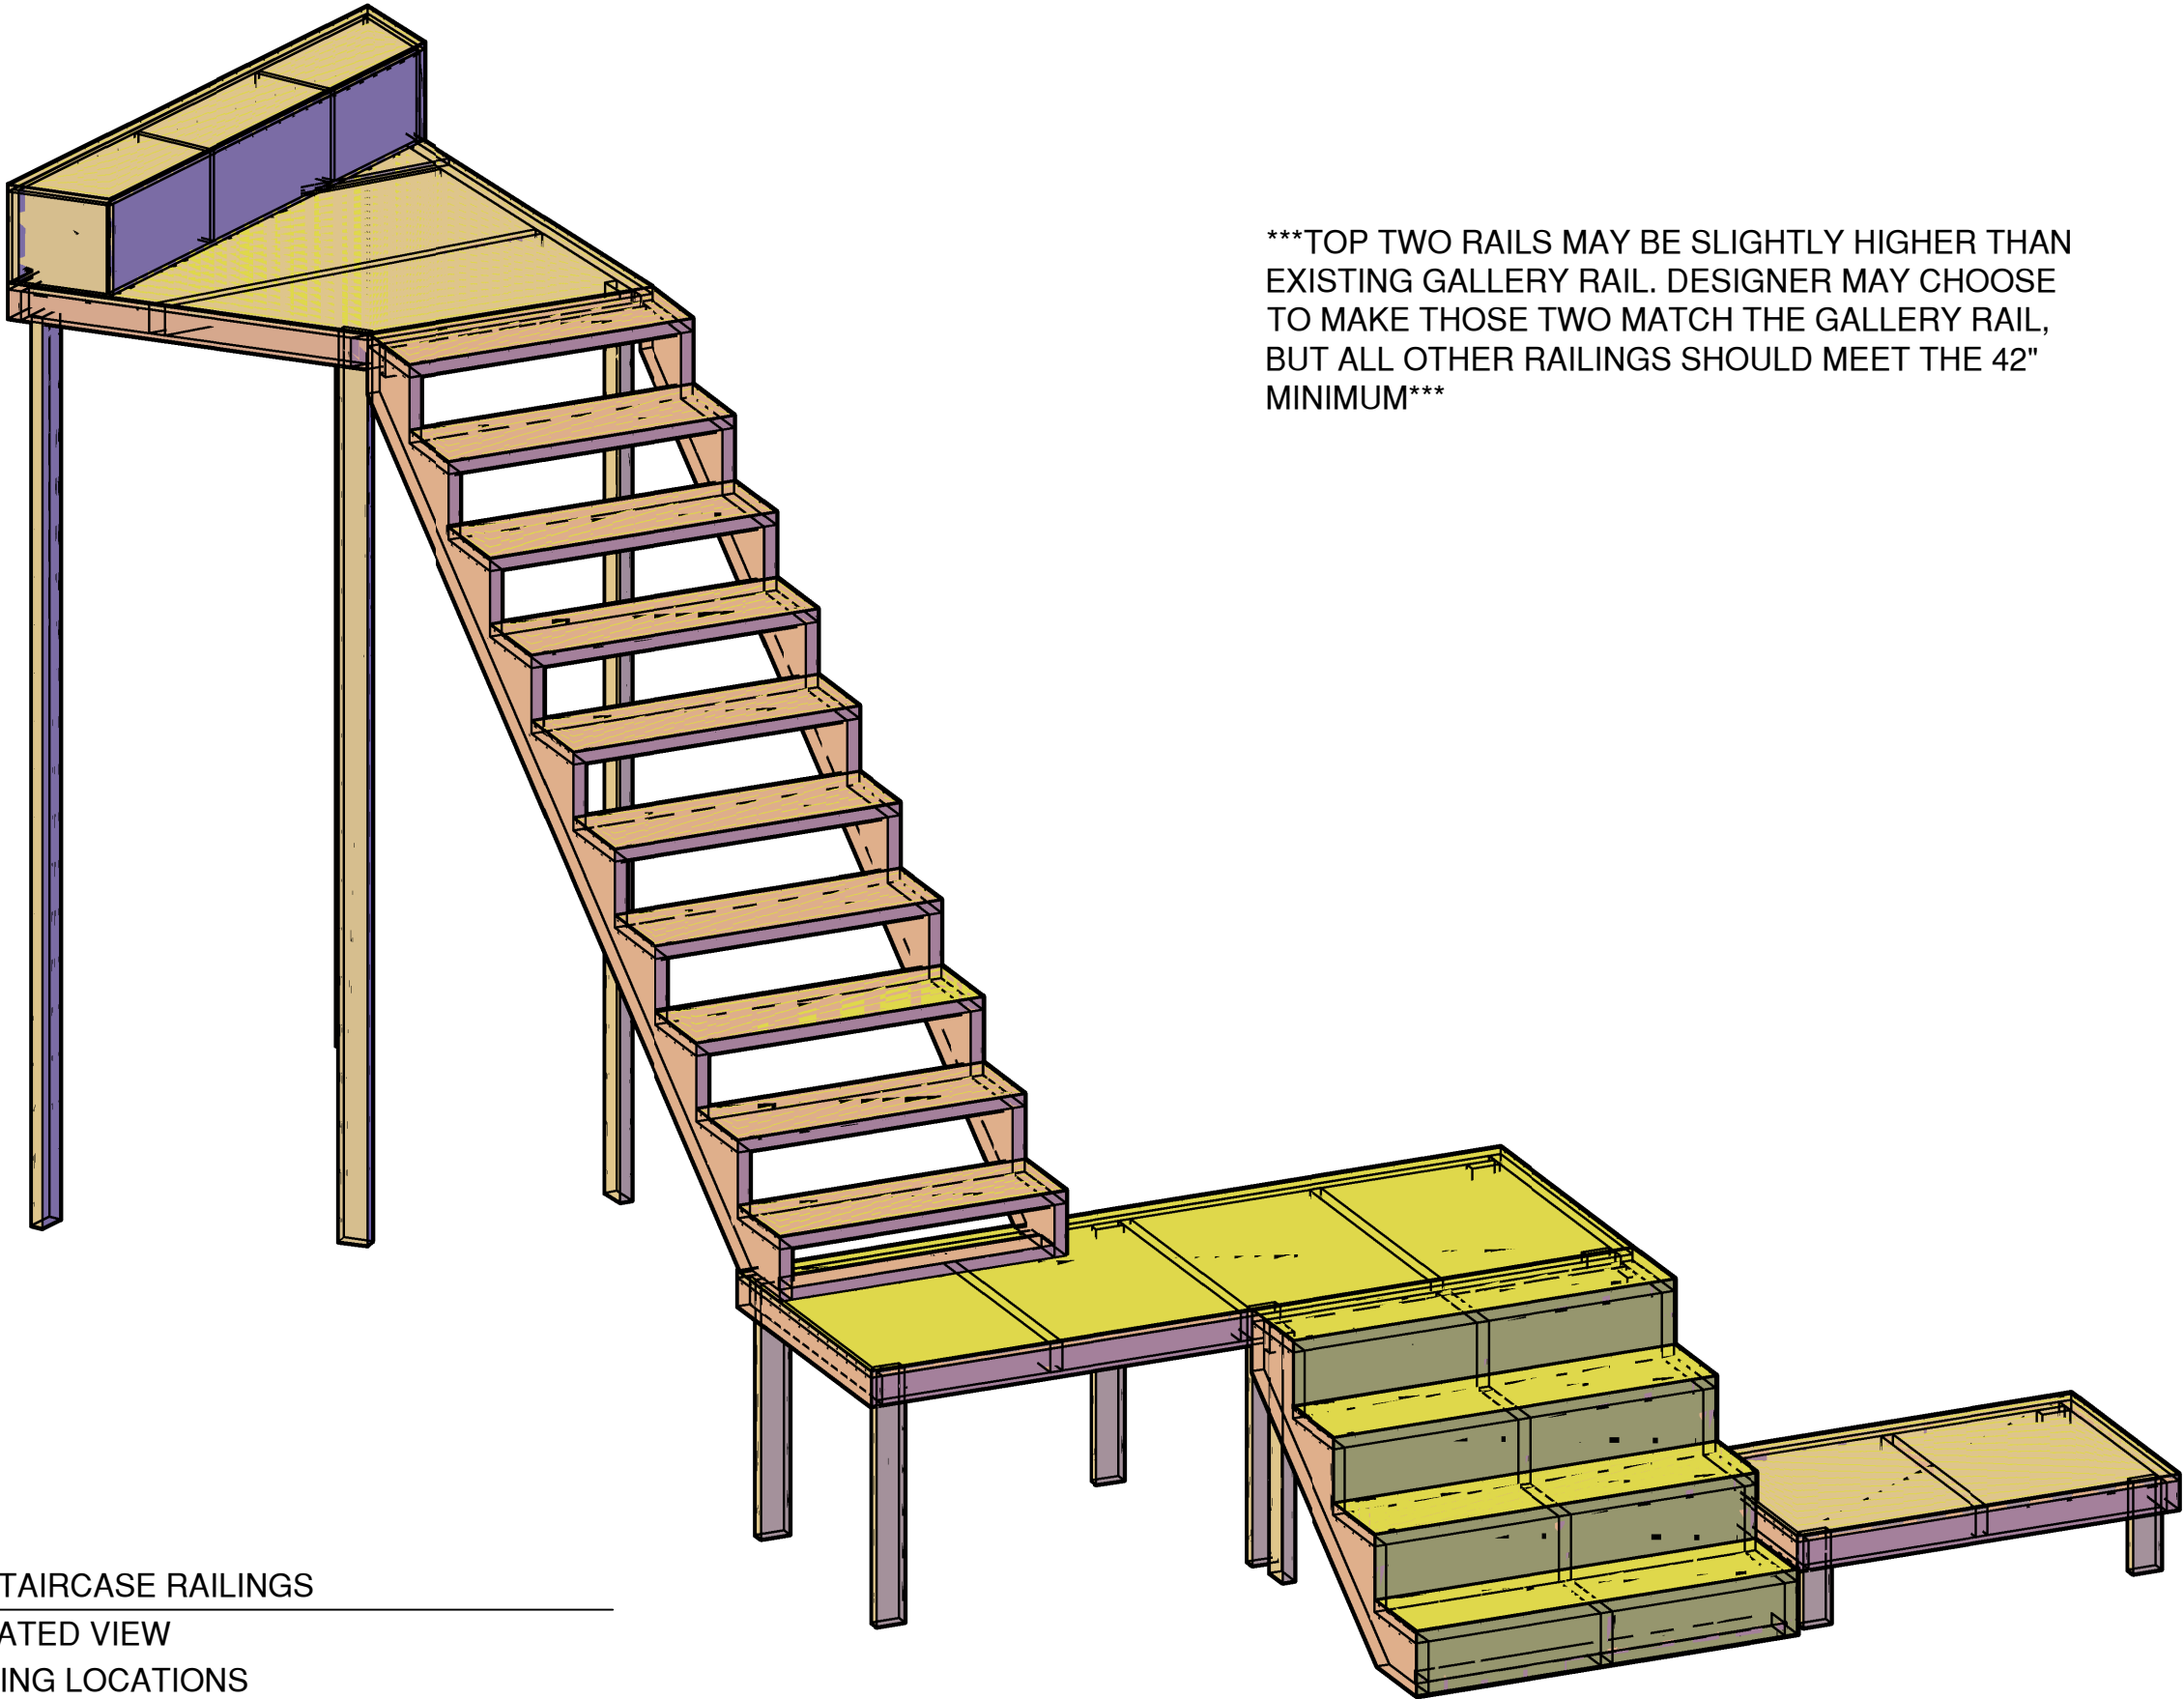 ***TOP TWO RAILS MAY BE SLIGHTLY HIGHER THAN
EXISTING GALLERY RAIL. DESIGNER MAY CHOOSE
TO MAKE THOSE TWO MATCH THE GALLERY RAIL,
BUT ALL OTHER RAILINGS SHOULD MEET THE 42"
MINIMUM***
TAIRCASE RAILINGS
ATED VIEW
ING LOCATIONS